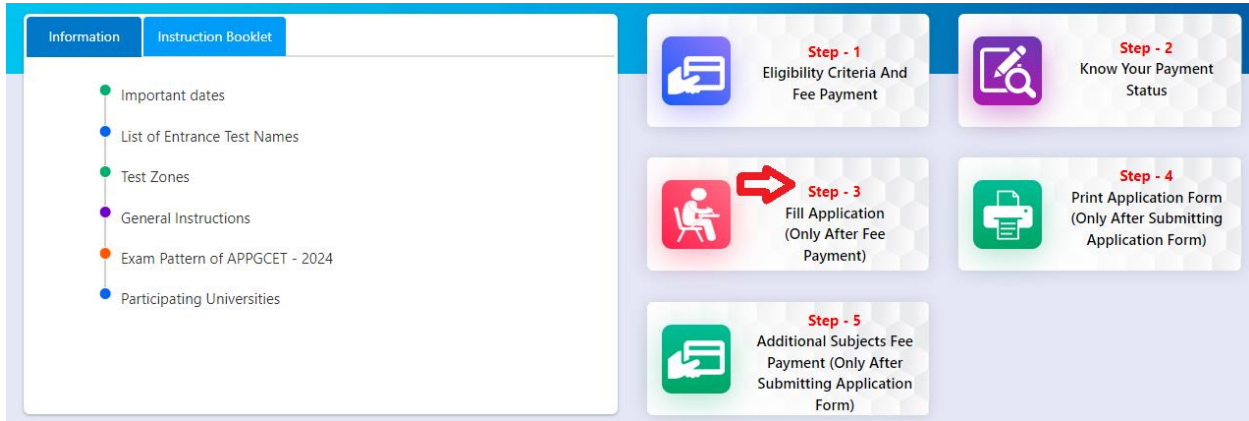 Information
Instruction Booklet
Important dates
List of Entrance Test Names
Test Zones
General Instructions
Exam Pattern of APPGCET - 2024
Participating Universities
Step - 1
Eligibility Criteria And
Fee Payment
Step - 2
Know Your Payment
Status
Step - 3
Fill Application
(Only After Fee
Payment)
Step - 4
Print Application Form
(Only After Submitting
Application Form)
Step - 5
Additional Subjects Fee
Payment (Only After
Submitting Application
Form)